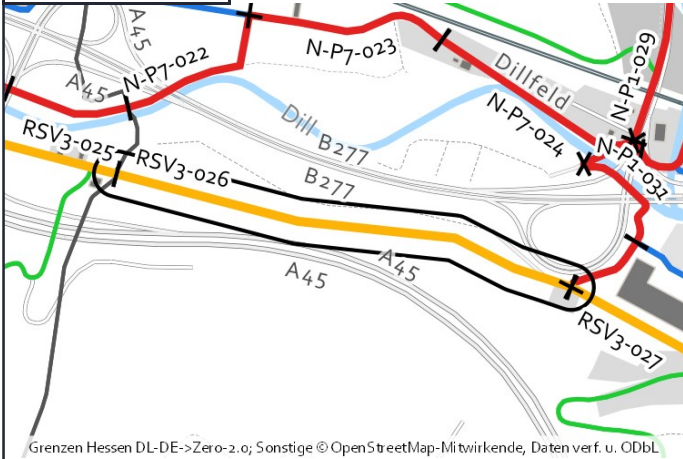 A45
N-P7-023
N-P1-029
N-P7-022
A45
Dillfeld
Dill
B277
N-P7-024
N-P1-031
RSV3-025
RSV3-026
B277
A45
A45
RSV3-027
Grenzen Hessen DL-DE->Zero-2.0; Sonstige © OpenStreetMap-Mitwirkende, Daten verf. u. ODbL